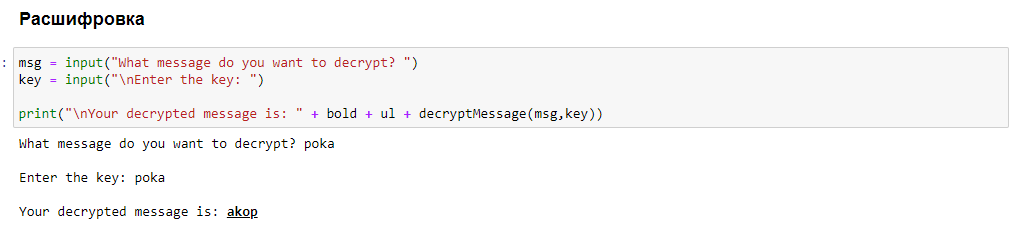 Расшифровка
: msg = input("What message do you want to decrypt? ")
key = input("\nEnter the key: ")
print("\nYour decrypted message is: " + bold + ul + decryptMessage(msg,key))
What message do you want to decrypt? poka
Enter the key: poka
Your decrypted message is: akop